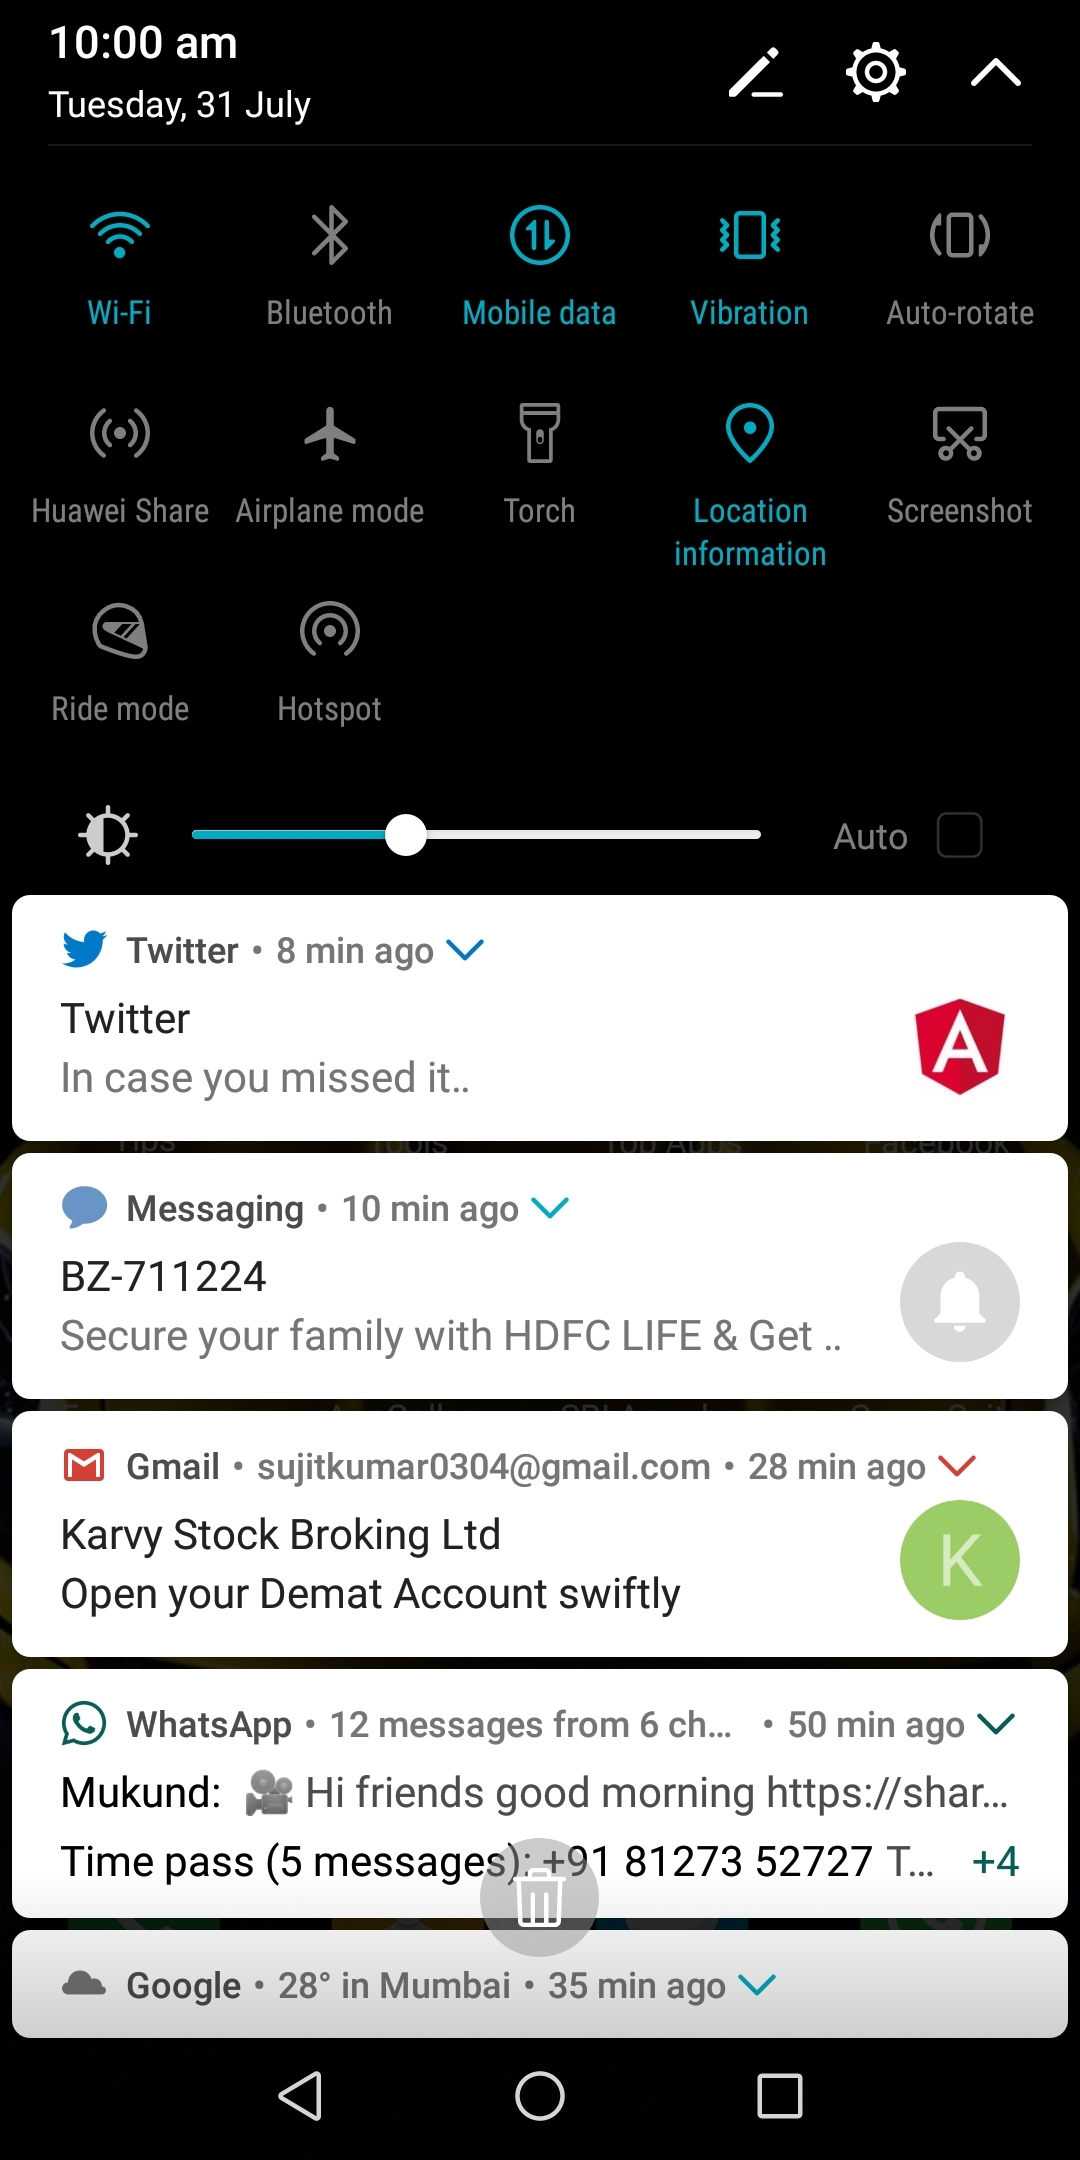 10:00 am
Tuesday, 31 July
Wi-Fi
Bluetooth
Mobile data
Vibration
Auto-rotate
Huawei Share
Airplane mode
Torch
Location
information
Screenshot
Ride mode
Hotspot
Auto
Twitter • 8 min ago
Twitter
In case you missed it..
Tips Tools Top Apps Facebook
Messaging • 10 min ago
BZ-711224
Secure your family with HDFC LIFE & Get ..
Gmail • sujitkumar0304@gmail.com • 28 min ago
Karvy Stock Broking Ltd
Open your Demat Account swiftly
K
WhatsApp • 12 messages from 6 ch... • 50 min ago
Mukund: 🎥 Hi friends good morning https://shar...
Time pass (5 messages): +91 81273 52727 T... +4
Google • 28° in Mumbai • 35 min ago